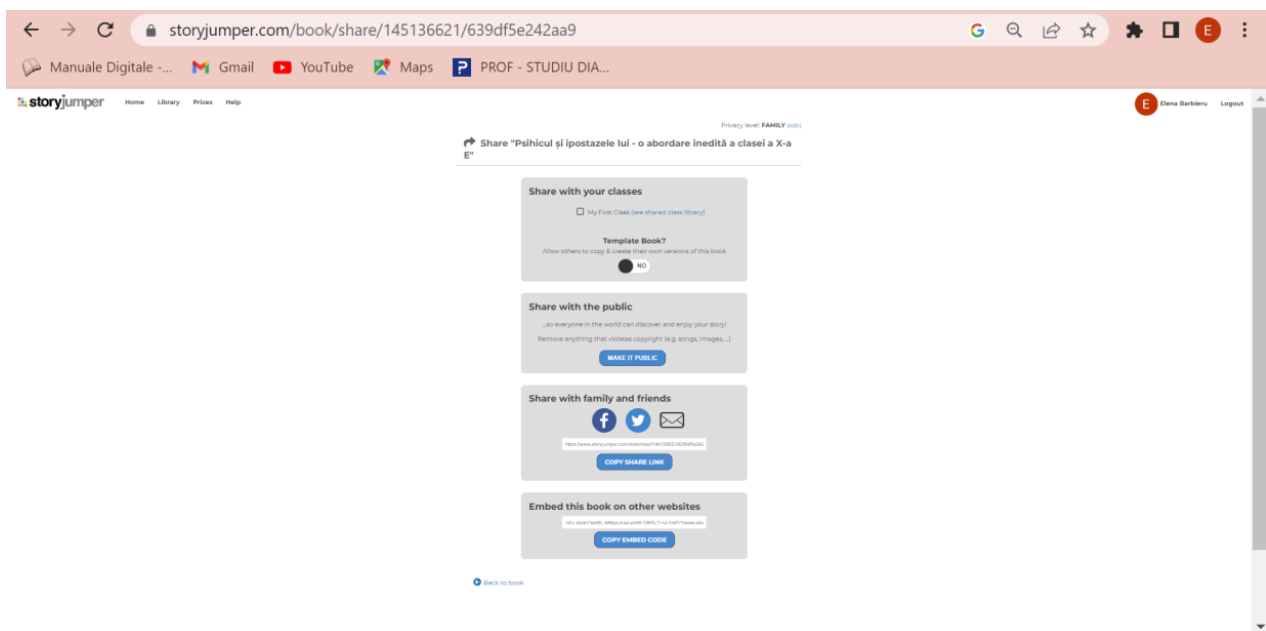 storyjumper.com/book/share/145136621/639df5e242aa9
G
E
Manuale Digitale -...
Gmail
YouTube
Maps
PROF - STUDIU DIA...
storyjumper
Home
Library
Prices
Help
E
Elena Barbieru
Logout
Privacy level: FAMILY (edit)
Share "Psihicul și ipostazele lui - o abordare inedită a clasei a X-a
E"
Share with your classes
My First Class (see shared class library)
Template Book?
Allow others to copy & create their own versions of this book
NO
Share with the public
...so everyone in the world can discover and enjoy your story!
Remove anything that violates copyright (e.g. songs, images, ...)
MAKE IT PUBLIC
Share with family and friends
COPY SHARE LINK
Embed this book on other websites
COPY EMBED CODE
Back to book